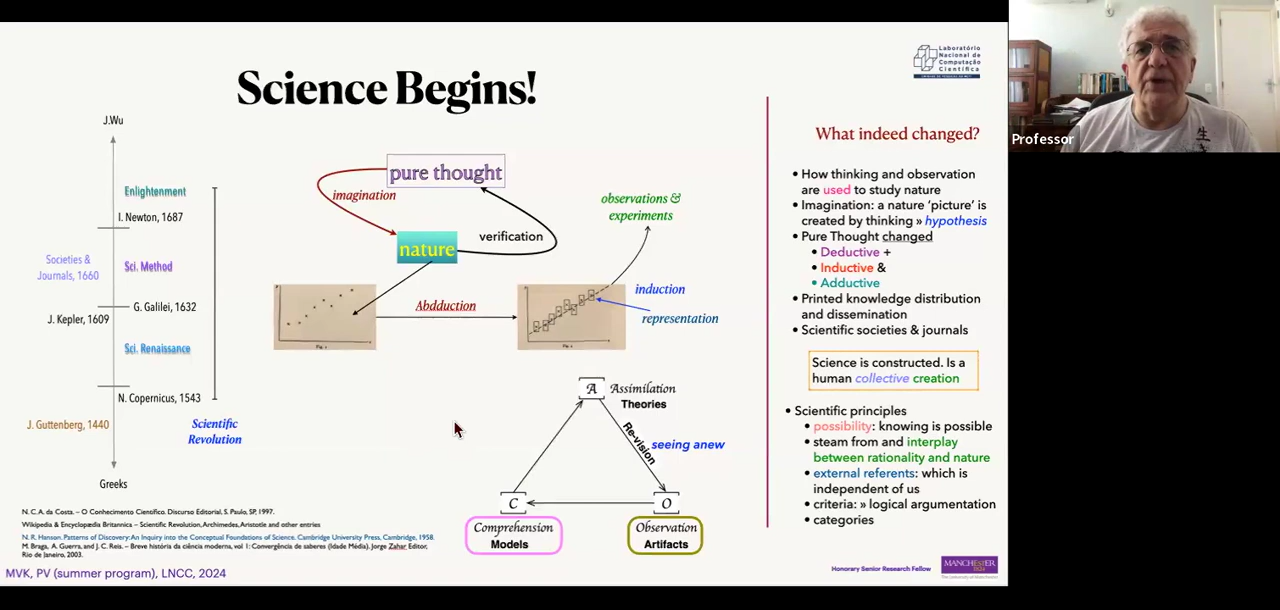 Science Begins!
Laboratório
Nacional de
Computação
Científica
Professor
J.Wu
Enlightenment
I. Newton, 1687
Societies &
Journals, 1660
Sci. Method
G. Galilei, 1632
J. Kepler, 1609
Sci. Renaissance
N. Copernicus, 1543
J. Guttenberg, 1440
Scientific
Revolution
Greeks
pure thought
imagination
nature
verification
observations &
experiments
Abdduction
induction
representation
A Assimilation
Theories
Re-vision
seeing anew
C
O
Comprehension
Models
Observation
Artifacts
What indeed changed?
• How thinking and observation
are used to study nature
• Imagination: a nature ‘picture’ is
created by thinking » hypothesis
• Pure Thought changed
• Deductive +
• Inductive &
• Adductive
• Printed knowledge distribution
and dissemination
• Scientific societies & journals
Science is constructed. Is a
human collective creation
• Scientific principles
• possibility: knowing is possible
• steam from and interplay
between rationality and nature
• external referents: which is
independent of us
• criteria: » logical argumentation
• categories
N. C.A. da Costa. – O Conhecimento Científico. Discurso Editorial, S. Paulo, SP, 1997.
Wikipedia & Encyclopædia Britannica – Scientific Revolution, Archimedes, Aristotle and other entries
N. R. Hanson. Patterns of Discovery: An Inquiry into the Conceptual Foundations of Science. Cambridge University Press, Cambridge, 1958.
M. Braga, A. Guerra, and J. C. Reis. – Breve história da ciência moderna, vol 1: Convergência de saberes (Idade Média). Jorge Zahar Editor,
Rio de Janeiro, 2003.
MVK, PV (summer program), LNCC, 2024
Honorary Senior Research Fellow
MANCHESTER
1824
The University of Manchester
生